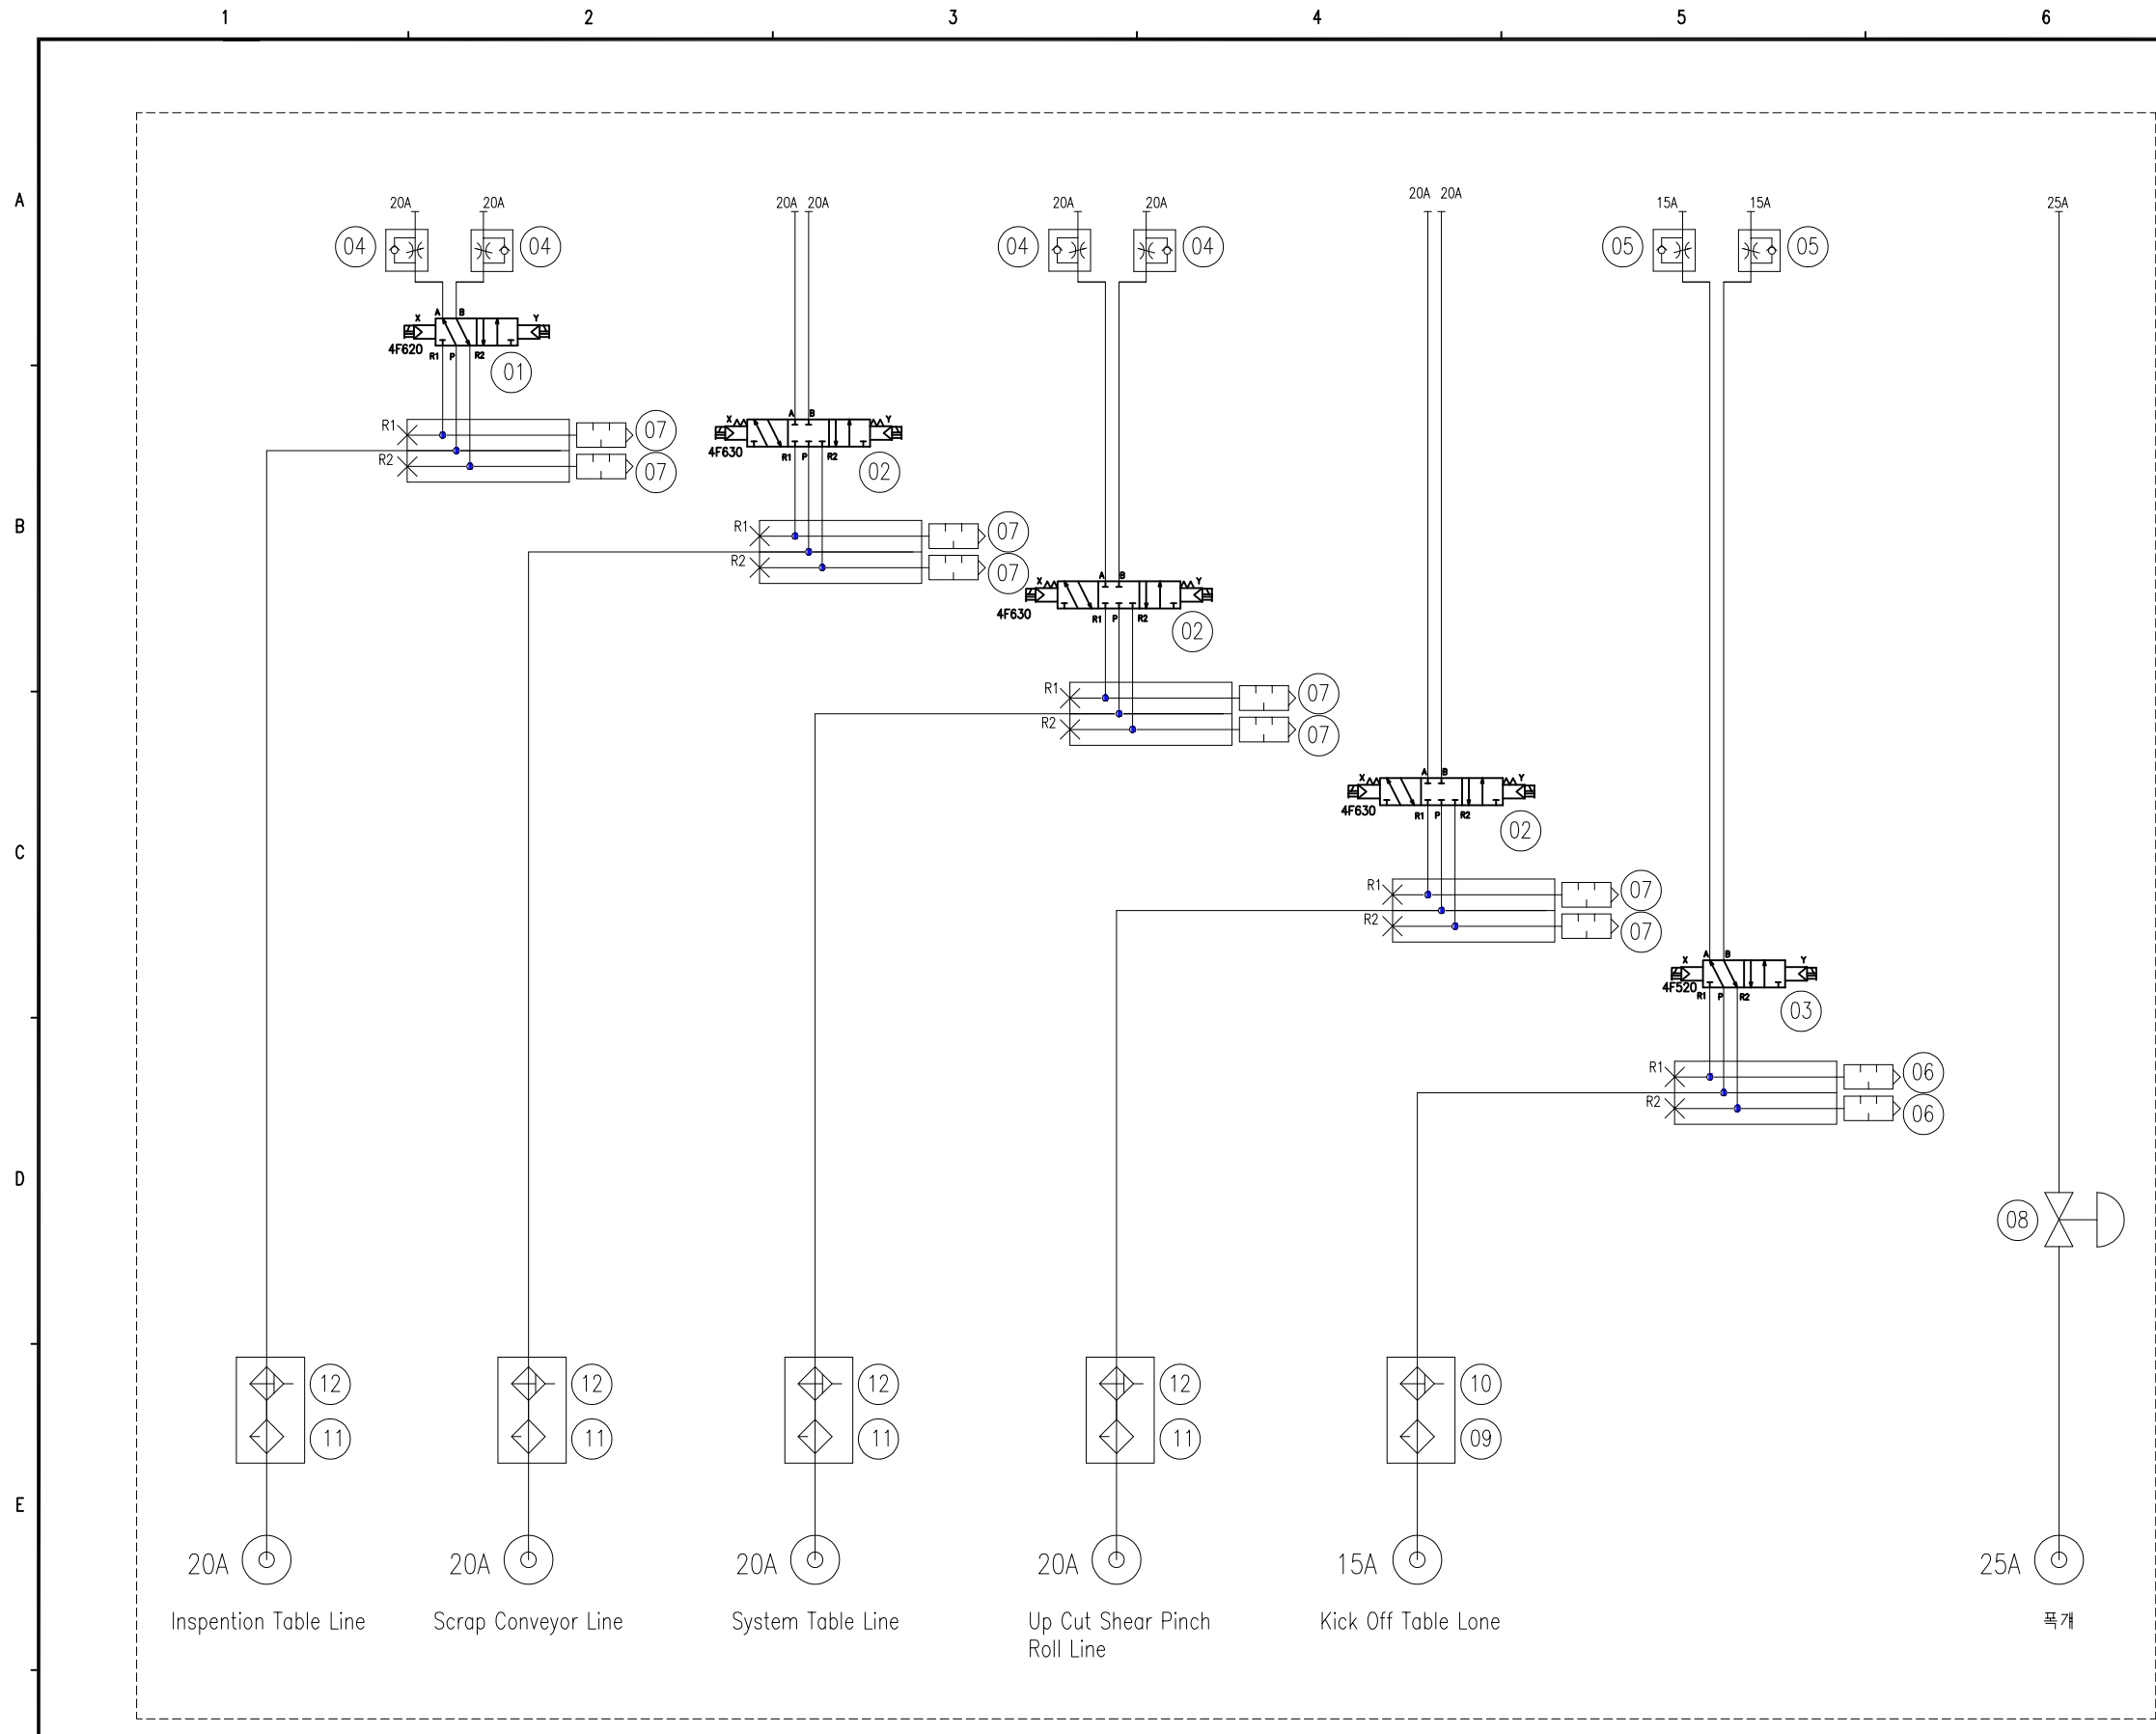 1 2 3 4 5 6
A
20A 20A 20A 20A 20A 20A 20A 20A 15A 15A 25A
04 04 04 04 05 05
X A B Y
4F620 R1 P R2
01
R1 07
R2 07
X A B Y
4F630 R1 P R2
02
B
R1 07
R2 07
X A B Y
4F630 R1 P R2
02
R1 07
R2 07
X A B Y
4F630 R1 P R2
02
C
R1 07
R2 07
X A B Y
4F520 R1 P R2
03
R1 06
R2 06
D
08
12 12 12 12 10
11 11 11 11 09
E
20A 20A 20A 20A 15A 25A
Inspention Table Line
Scrap Conveyor Line
System Table Line
Up Cut Shear Pinch
Roll Line
Kick Off Table Lone
폭개